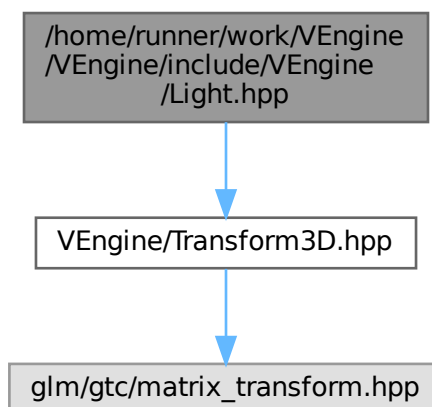 /home/runner/work/VEngine
/VEngine/include/VEngine
/Light.hpp
VEngine/Transform3D.hpp
glm/gtc/matrix_transform.hpp